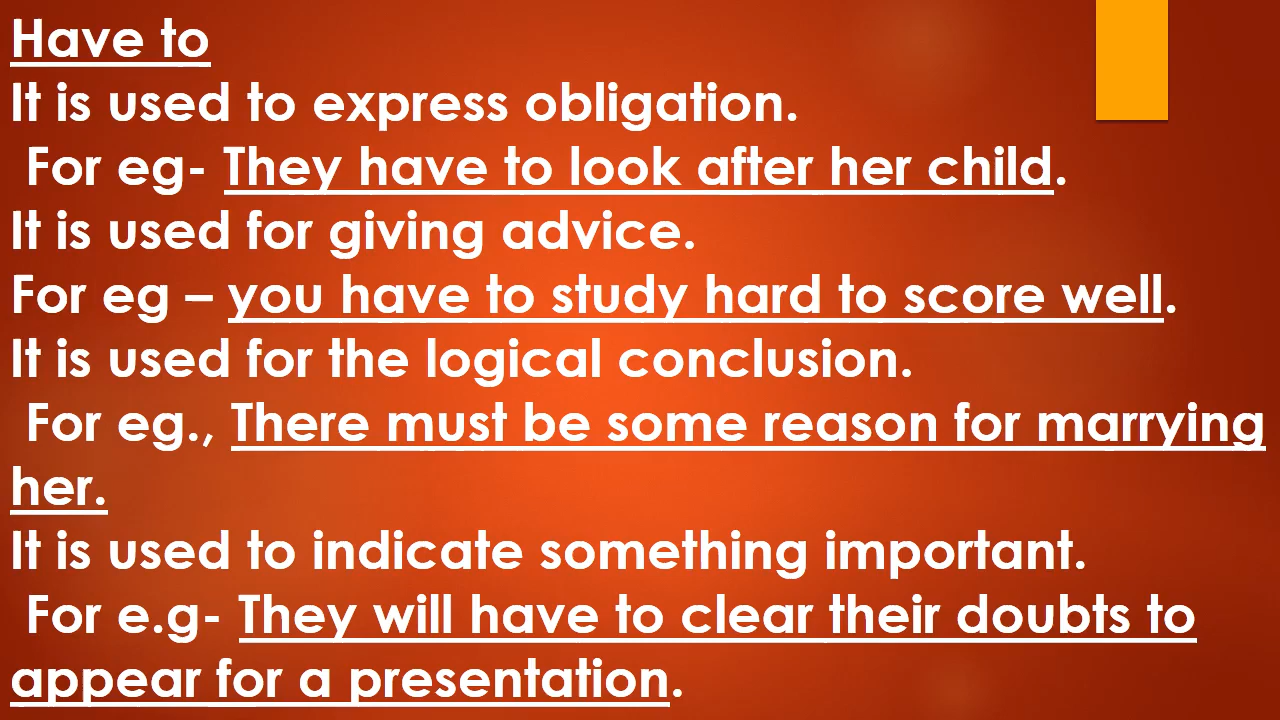 Have to
It is used to express obligation.
For eg- They have to look after her child.
It is used for giving advice.
For eg – you have to study hard to score well.
It is used for the logical conclusion.
For eg., There must be some reason for marrying
her.
It is used to indicate something important.
For e.g- They will have to clear their doubts to
appear for a presentation.